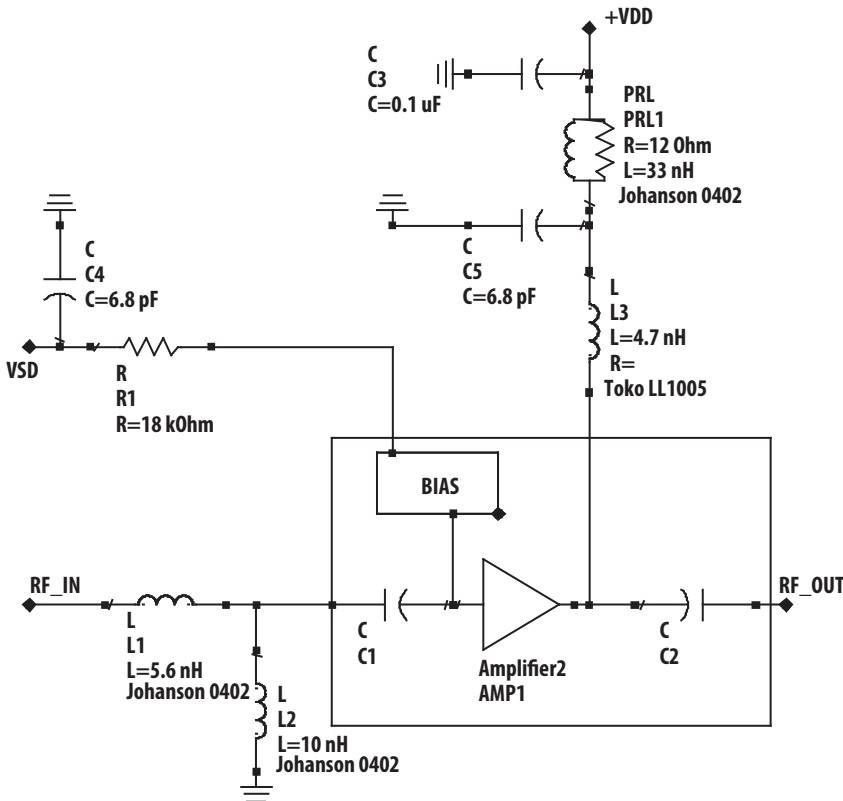 +VDD
C
C3
C=0.1 uF
PRL
PRL1
R=12 Ohm
L=33 nH
Johanson 0402
C
C4
C=6.8 pF
C
C5
C=6.8 pF
L
L3
L=4.7 nH
R=
Toko LL1005
VSD
R
R1
R=18 kOhm
BIAS
RF_IN
RF_OUT
L
L1
L=5.6 nH
Johanson 0402
C
C1
Amplifier2
AMP1
C
C2
L
L2
L=10 nH
Johanson 0402